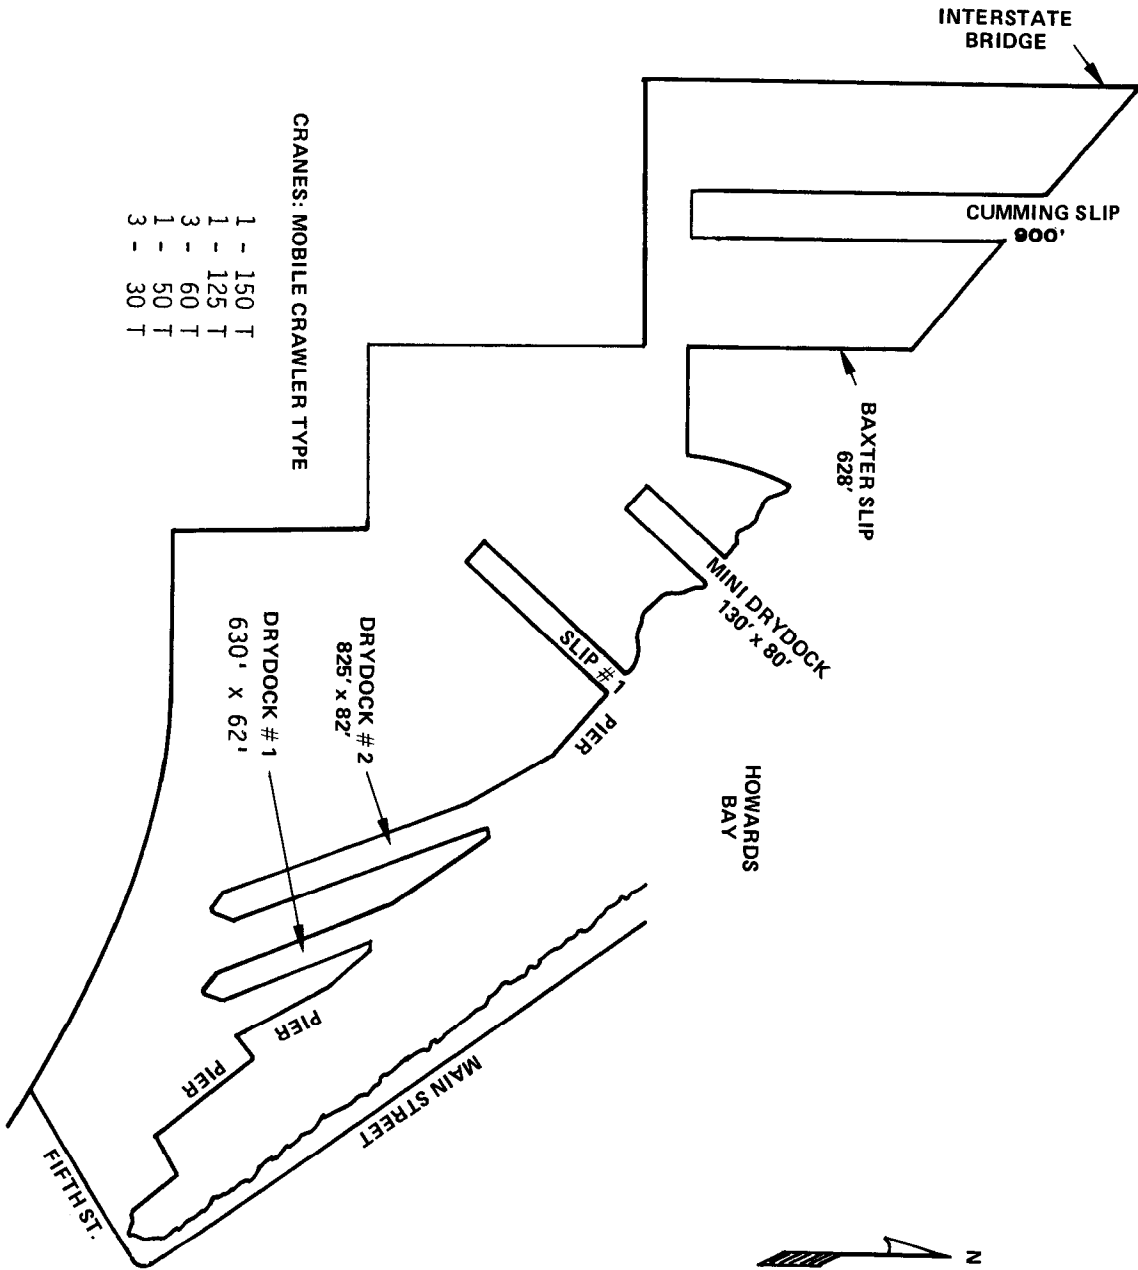 INTERSTATE
BRIDGE
CUMMING SLIP
900'
BAXTER SLIP
628'
MINI DRYDOCK
130' x 80'
SLIP #1
PIER
HOWARDS
BAY
CRANES: MOBILE CRAWLER TYPE
1 - 150 T
1 - 125 T
3 - 60 T
1 - 50 T
3 - 30 T
DRYDOCK #2
825' x 82'
DRYDOCK #1
630' x 62'
PIER
PIER
MAIN STREET
FIFTH ST.
N